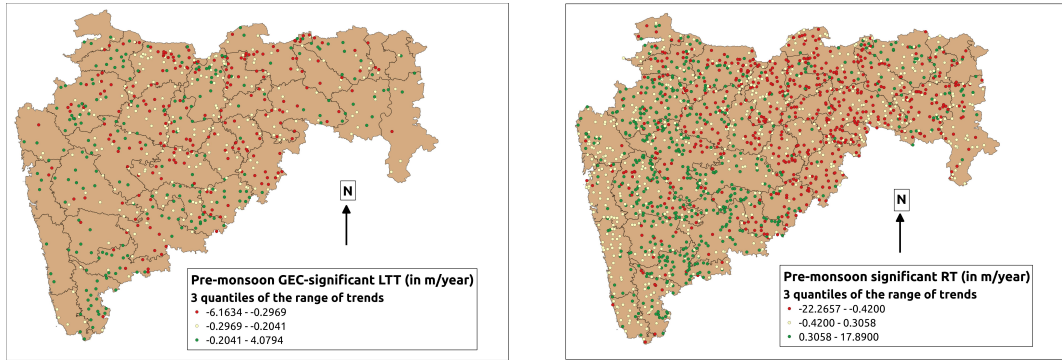 N
Pre-monsoon GEC-significant LTT (in m/year)
3 quantiles of the range of trends
-6.1634 - -0.2969
-0.2969 - -0.2041
-0.2041 - 4.0794
N
Pre-monsoon significant RT (in m/year)
3 quantiles of the range of trends
-22.2657 - -0.4200
-0.4200 - 0.3058
0.3058 - 17.8900